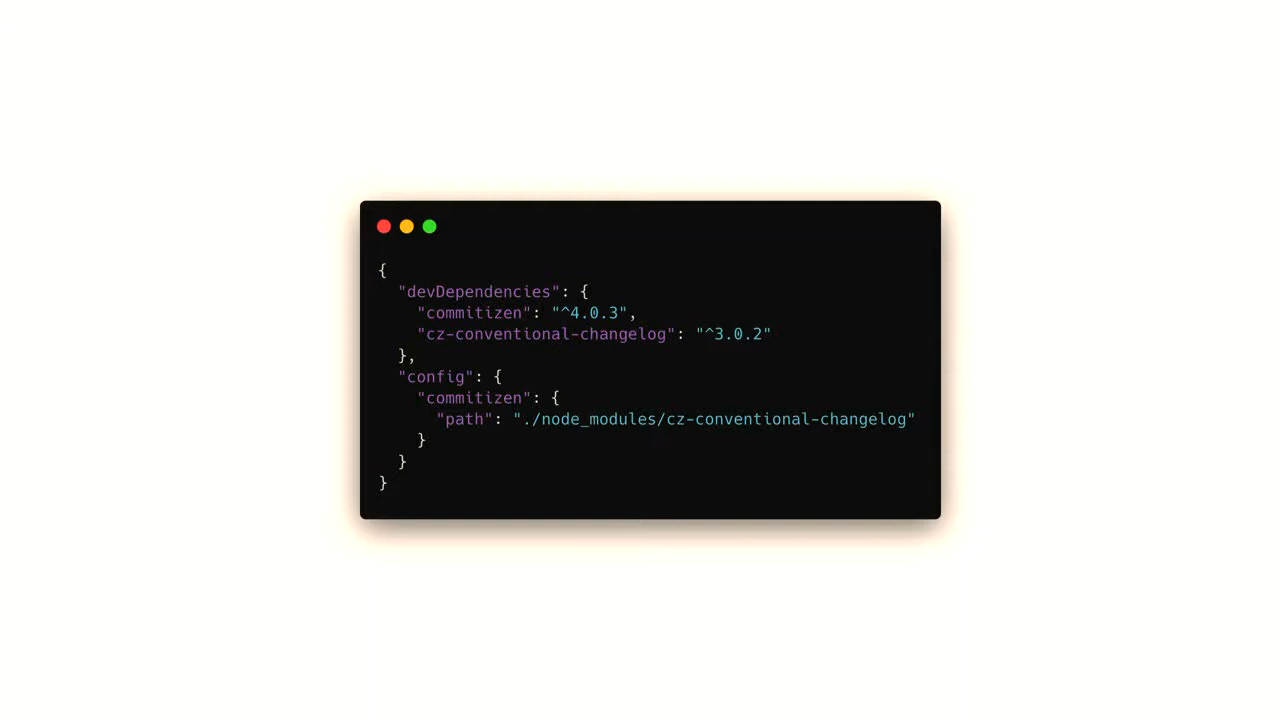 {
  "devDependencies": {
    "commitizen": "^4.0.3",
    "cz-conventional-changelog": "^3.0.2"
  },
  "config": {
    "commitizen": {
      "path": "./node_modules/cz-conventional-changelog"
    }
  }
}